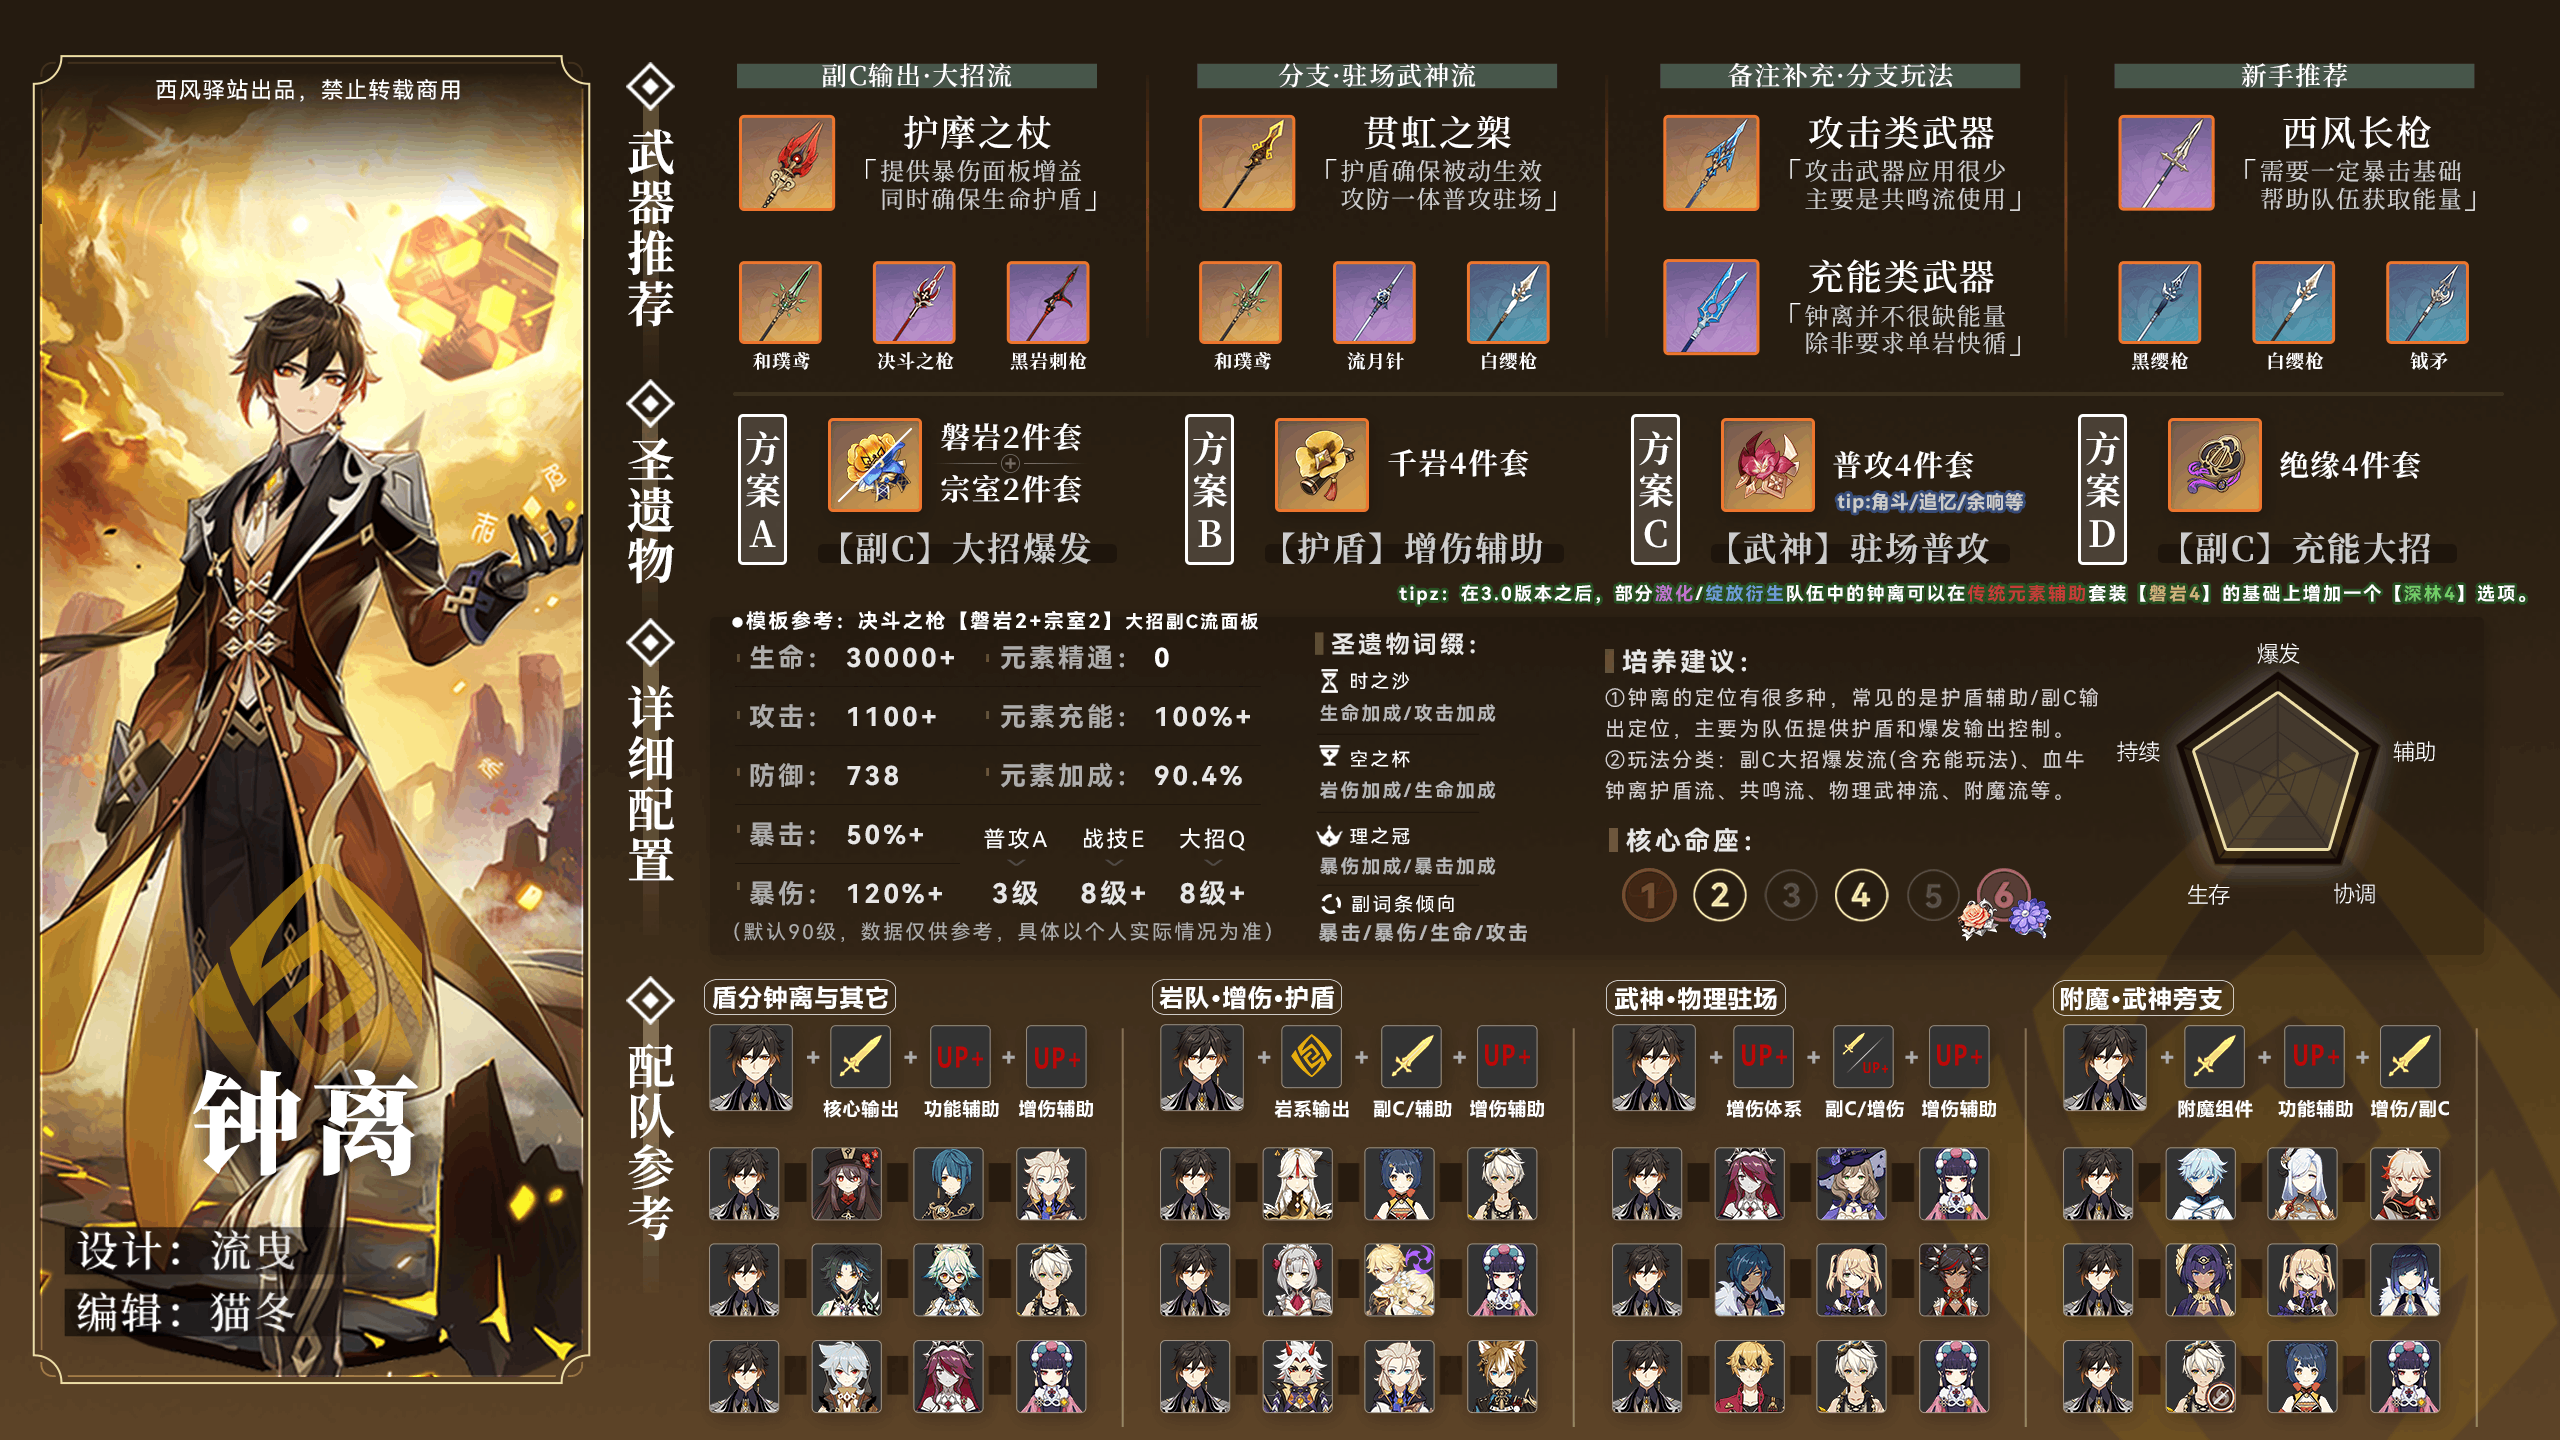 西风驿站出品，禁止转载商用
钟离
设计：流曳
编辑：猫冬
武器推荐
副C输出·大招流
护摩之杖
「提供暴伤面板增益
同时确保生命护盾」
和璞鸢
决斗之枪
黑岩刺枪
分支·驻场武神流
贯虹之槊
「护盾确保被动生效
攻防一体普攻驻场」
和璞鸢
流月针
白缨枪
备注补充·分支玩法
攻击类武器
「攻击武器应用很少
主要是共鸣流使用」
充能类武器
「钟离并不很缺能量
除非要求单岩快循」
新手推荐
西风长枪
「需要一定暴击基础
帮助队伍获取能量」
黑缨枪
白缨枪
钺矛
圣遗物
方案A
磐岩2件套
宗室2件套
【副C】大招爆发
方案B
千岩4件套
【护盾】增伤辅助
方案C
普攻4件套
tip:角斗/追忆/余响等
【武神】驻场普攻
方案D
绝缘4件套
【副C】充能大招
tipz：在3.0版本之后，部分激化/绽放衍生队伍中的钟离可以在传统元素辅助套装【磐岩4】的基础上增加一个【深林4】选项。
详细配置
●模板参考：决斗之枪【磐岩2+宗室2】大招副C流面板
生命：30000+ 元素精通：0
攻击：1100+ 元素充能：100%+
防御：738 元素加成：90.4%
暴击：50%+ 普攻A 战技E 大招Q
暴伤：120%+ 3级 8级+ 8级+
(默认90级，数据仅供参考，具体以个人实际情况为准)
圣遗物词缀：
时之沙
生命加成/攻击加成
空之杯
岩伤加成/生命加成
理之冠
暴伤加成/暴击加成
副词条倾向
暴击/暴伤/生命/攻击
培养建议：
①钟离的定位有很多种，常见的是护盾辅助/副C输
出定位，主要为队伍提供护盾和爆发输出控制。
②玩法分类：副C大招爆发流(含充能玩法)、血牛
钟离护盾流、共鸣流、物理武神流、附魔流等。
核心命座：
1 2 3 4 5 6
爆发
持续
辅助
生存
协调
配队参考
盾分钟离与其它
+ + UP+ + UP+
核心输出 功能辅助 增伤辅助
岩队·增伤·护盾
+ + + UP+
岩系输出 副C/辅助 增伤辅助
武神·物理驻场
+ UP+ + UP+ + UP+
增伤体系 副C/增伤 增伤辅助
附魔·武神旁支
+ + UP+ +
附魔组件 功能辅助 增伤/副C